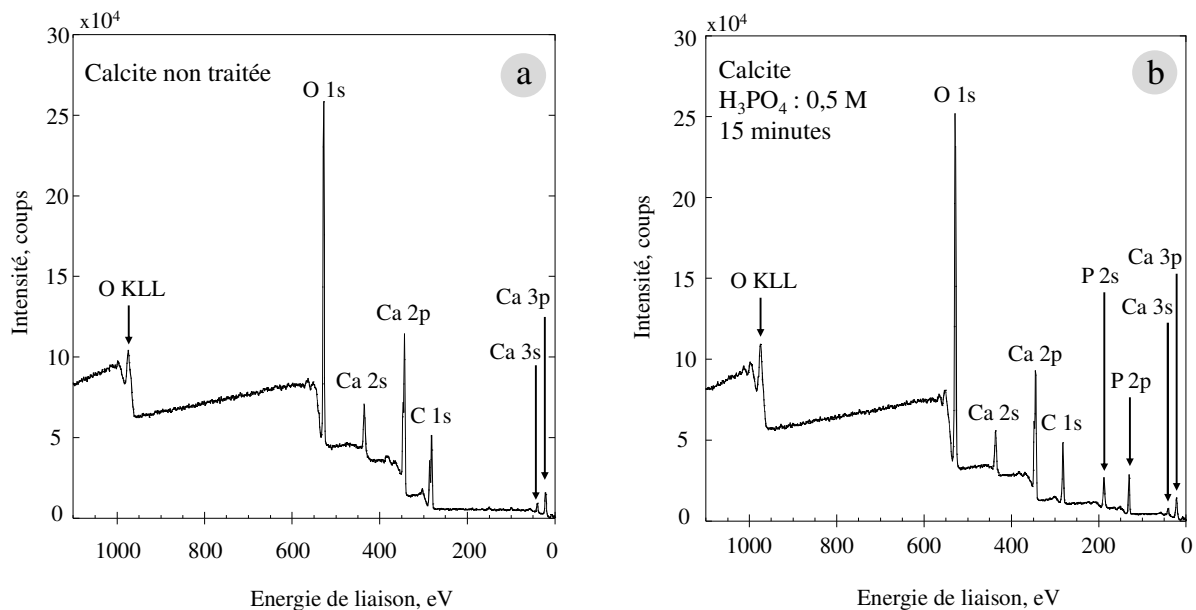 x10⁴
30
25
20
15
10
5
0
Intensité, coups
Calcite non traitée
a
O 1s
O KLL
Ca 2s
Ca 2p
C 1s
Ca 3p
Ca 3s
1000 800 600 400 200 0
Energie de liaison, eV
x10⁴
30
25
20
15
10
5
0
Intensité, coups
Calcite
H₃PO₄ : 0,5 M
15 minutes
b
O 1s
O KLL
Ca 2s
Ca 2p
C 1s
P 2s
P 2p
Ca 3p
Ca 3s
1000 800 600 400 200 0
Energie de liaison, eV